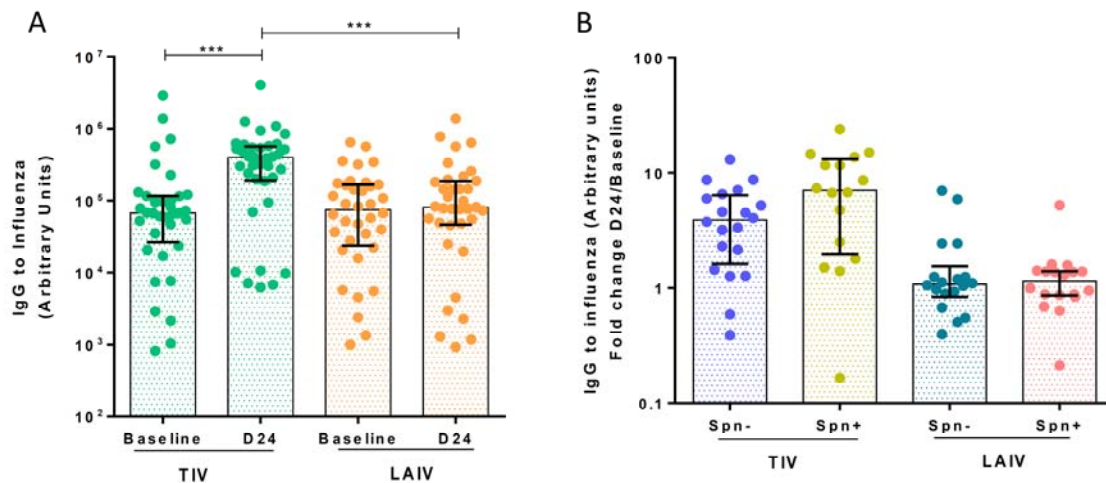 A
***
***
IgG to Influenza
(Arbitrary Units)
10⁷
10⁶
10⁵
10⁴
10³
10²
Baseline D24 Baseline D24
TIV LAIV
B
IgG to influenza (Arbitrary units)
Fold change D24/Baseline
100
10
1
0.1
Spn- Spn+ Spn- Spn+
TIV LAIV